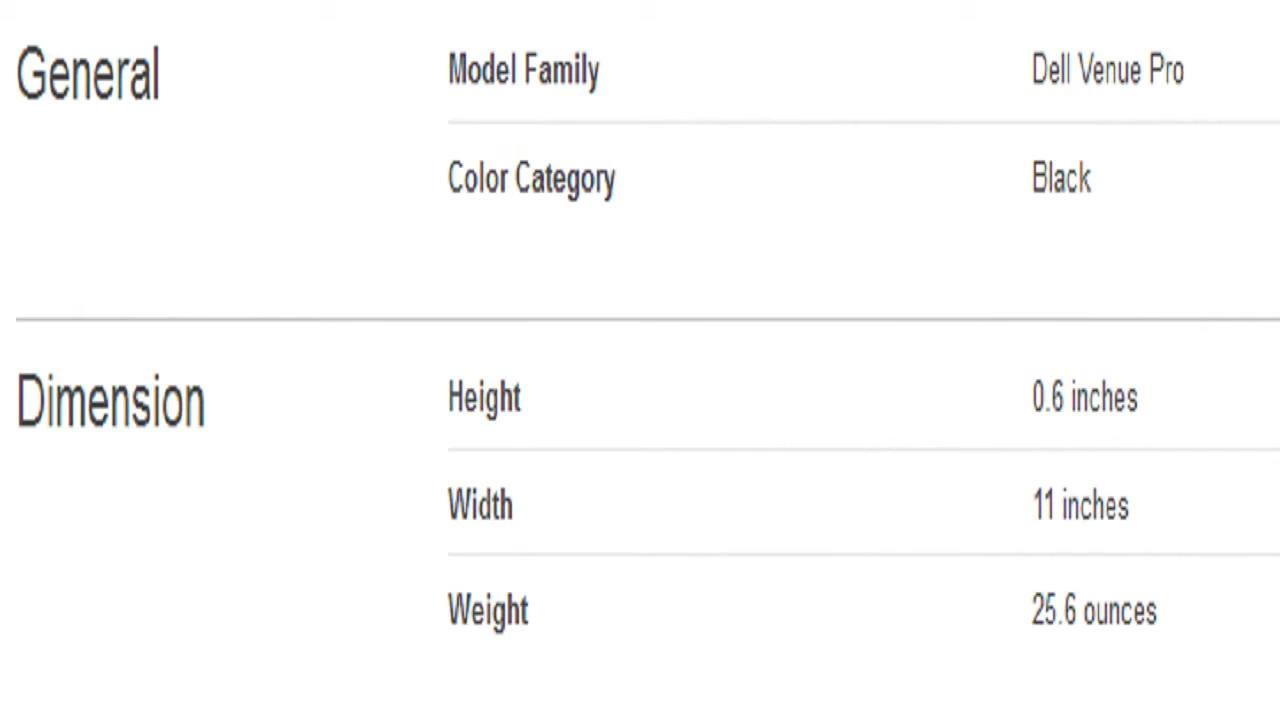 General
Model Family Dell Venue Pro
Color Category Black
Dimension
Height 0.6 inches
Width 11 inches
Weight 25.6 ounces